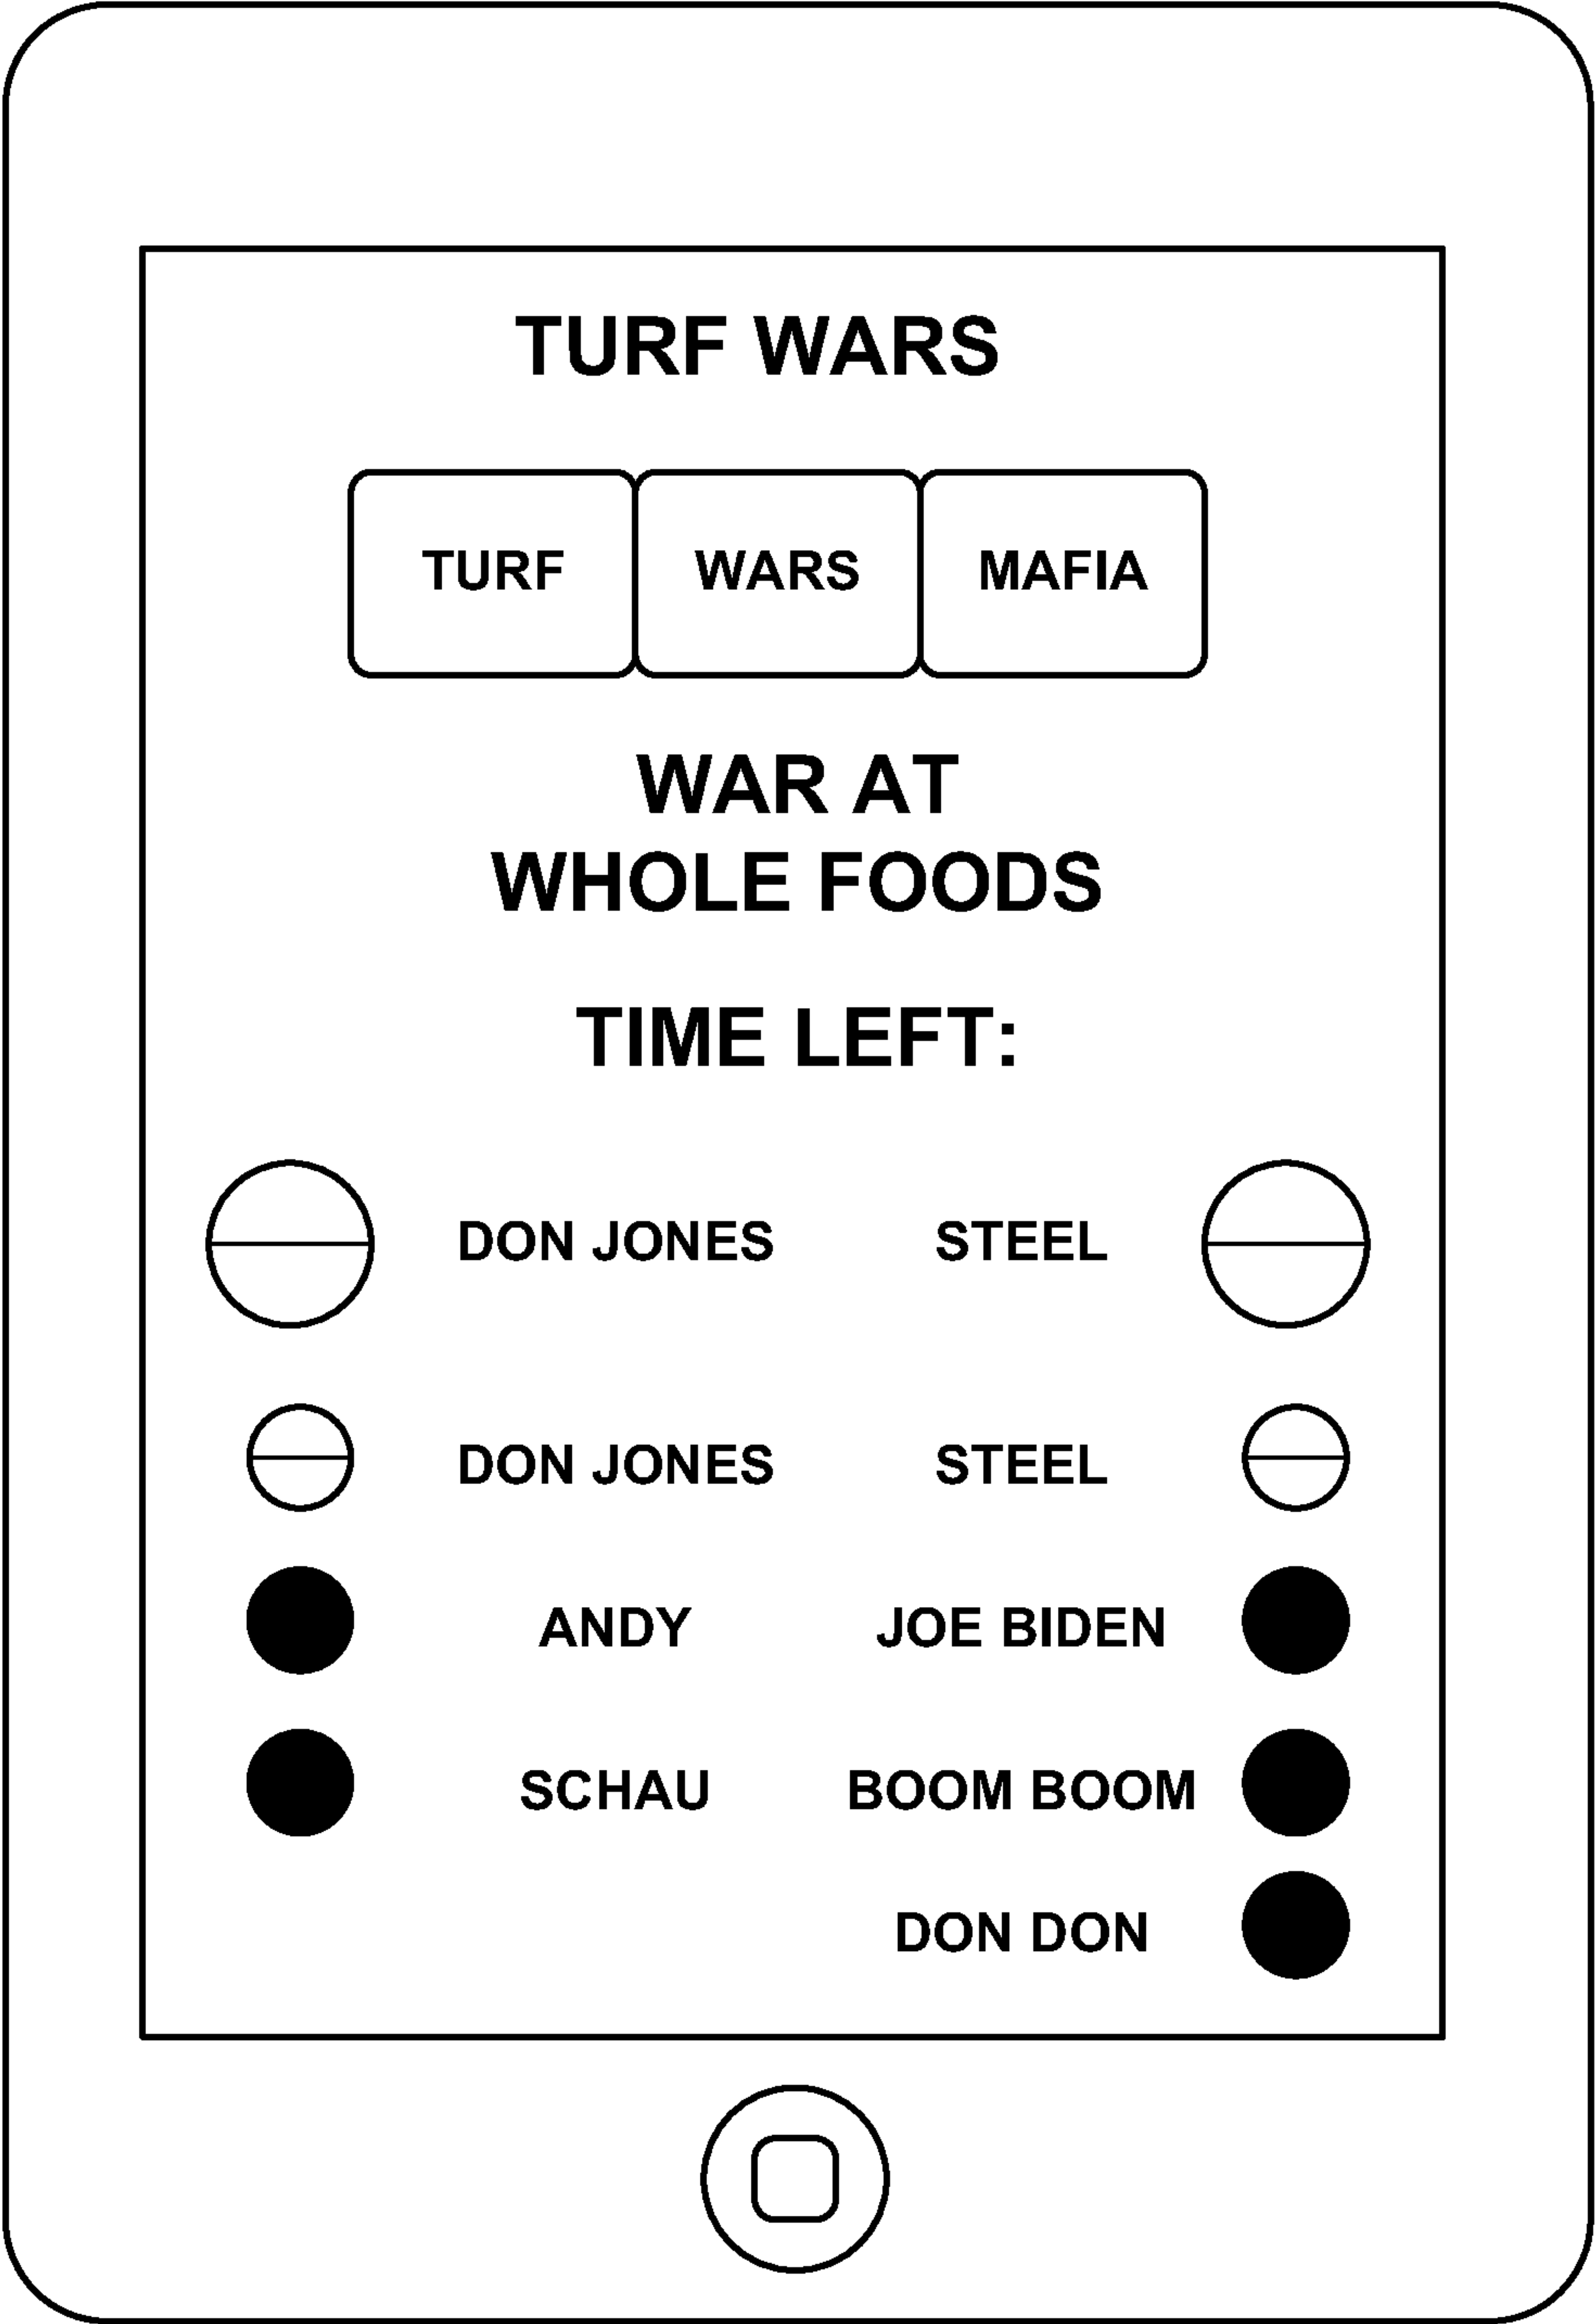 TURF WARS
TURF WARS MAFIA
WAR AT
WHOLE FOODS
TIME LEFT:
DON JONES STEEL
DON JONES STEEL
ANDY JOE BIDEN
SCHAU BOOM BOOM
DON DON